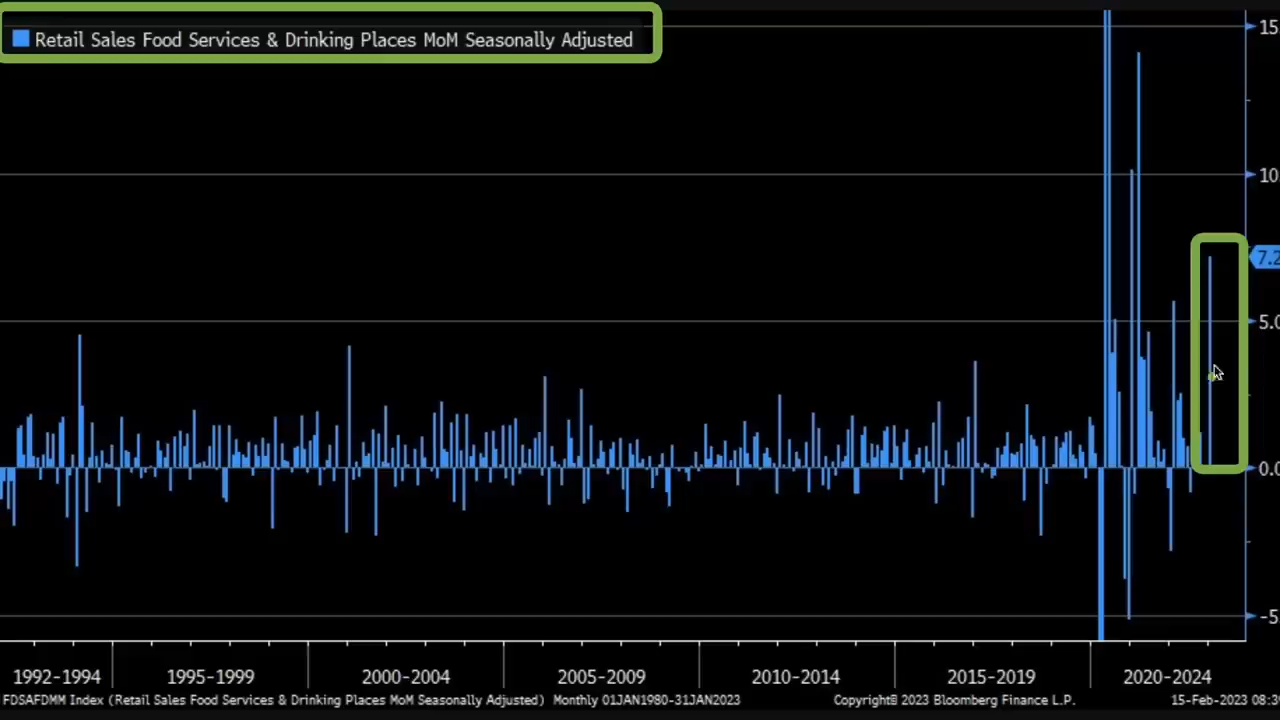 Retail Sales Food Services & Drinking Places MoM Seasonally Adjusted
15
10
7.2
5.0
0.0
-5
1992-1994 1995-1999 2000-2004 2005-2009 2010-2014 2015-2019 2020-2024
FDSAFDMM Index (Retail Sales Food Services & Drinking Places MoM Seasonally Adjusted) Monthly 01JAN1980-31JAN2023 Copyright© 2023 Bloomberg Finance L.P. 15-Feb-2023 08:3